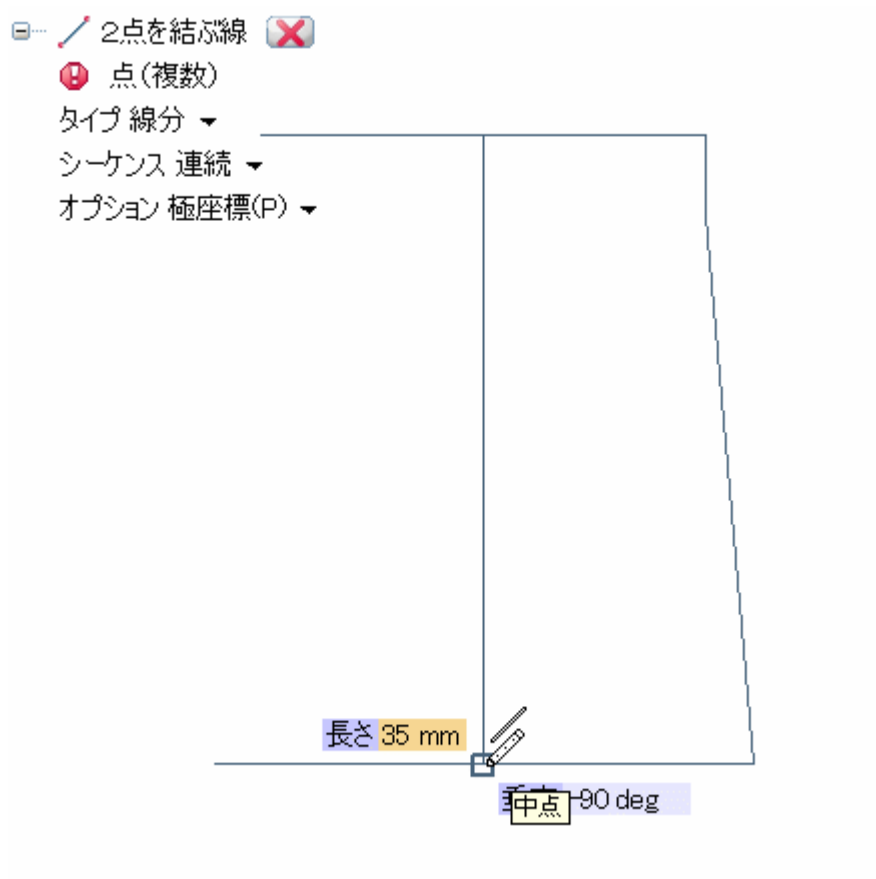 2点を結ぶ線
点(複数)
タイプ 線分
シーケンス 連続
オプション 極座標(P)
長さ 35 mm
-90 deg
中点